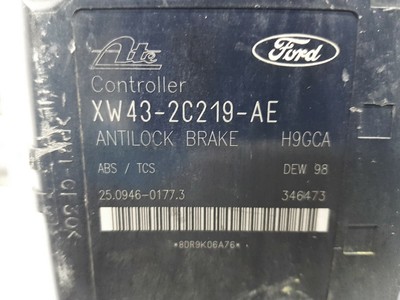 Ate
Ford
Controller
XW43-2C219-AE
ANTILOCK BRAKE H9GCA
ABS / TCS DEW 98
25.0946-0177.3 346473
*80R9K06A76*